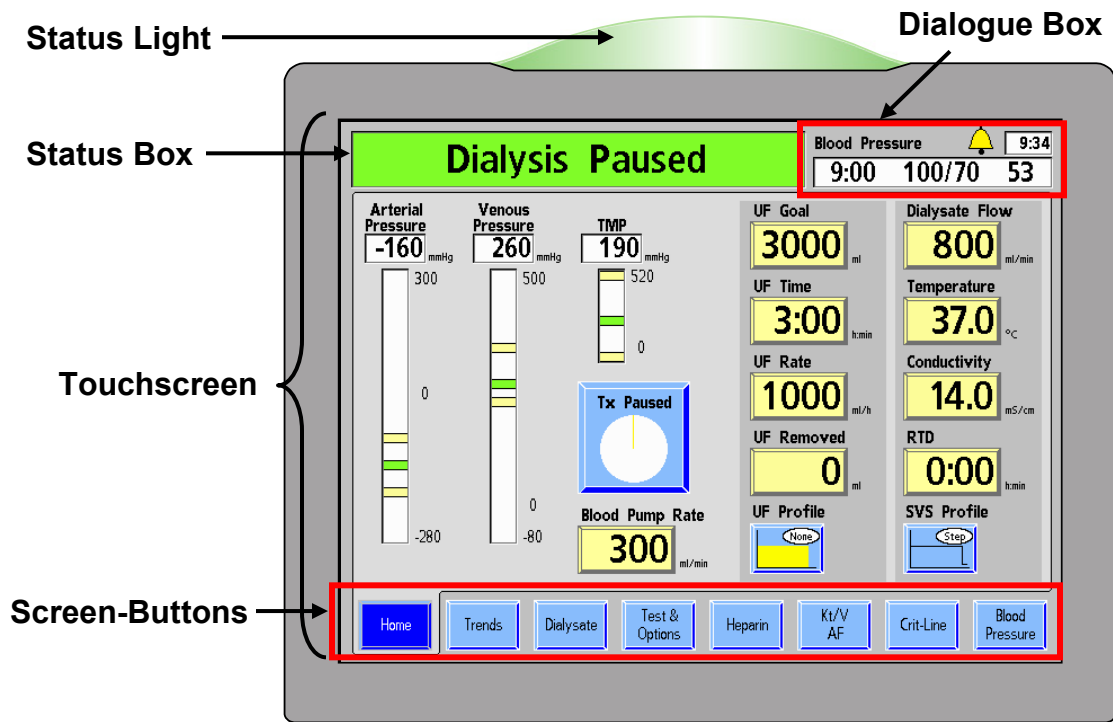 Status Light
Dialogue Box
Status Box
Dialysis Paused
Blood Pressure 9:34
9:00 100/70 53
Touchscreen
Arterial
Pressure
-160 mmHg
300
0
-280
Venous
Pressure
260 mmHg
500
0
-80
TMP
190 mmHg
520
0
Tx Paused
Blood Pump Rate
300 ml/min
UF Goal
3000 ml
UF Time
3:00 h:min
UF Rate
1000 ml/h
UF Removed
0 ml
UF Profile
None
Dialysate Flow
800 ml/min
Temperature
37.0 °C
Conductivity
14.0 mS/cm
RTD
0:00 h:min
SVS Profile
Step
Screen-Buttons
Home
Trends
Dialysate
Test &
Options
Heparin
Kt/V
AF
Crit-Line
Blood
Pressure